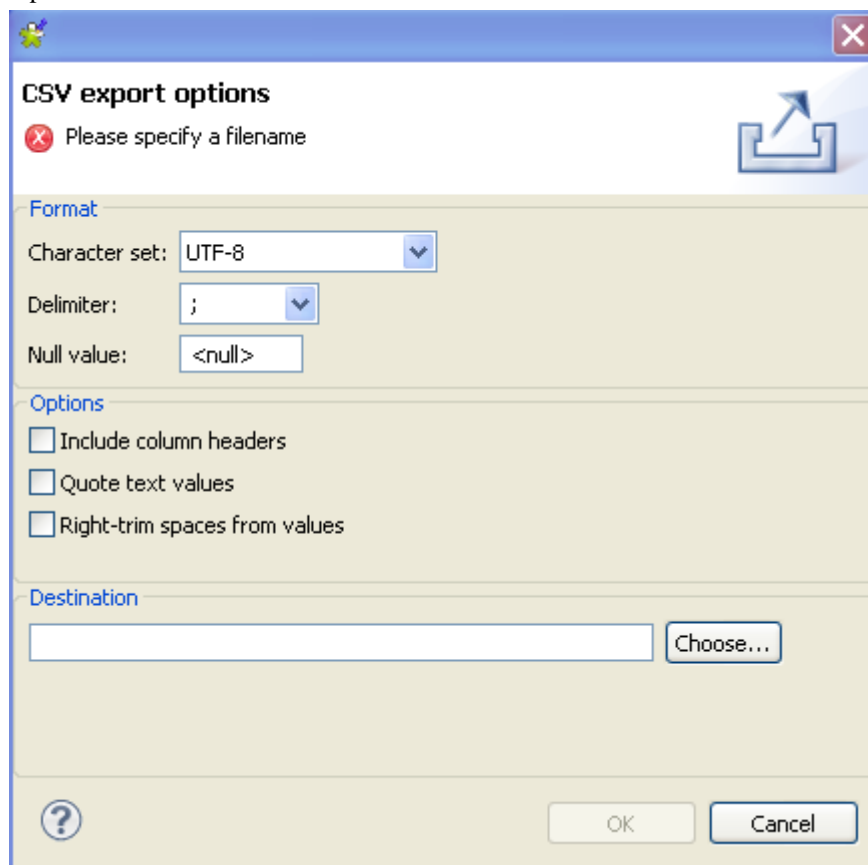 CSV export options
Please specify a filename
Format
Character set: UTF-8
Delimiter: ;
Null value: <null>
Options
Include column headers
Quote text values
Right-trim spaces from values
Destination
Choose...
? OK Cancel